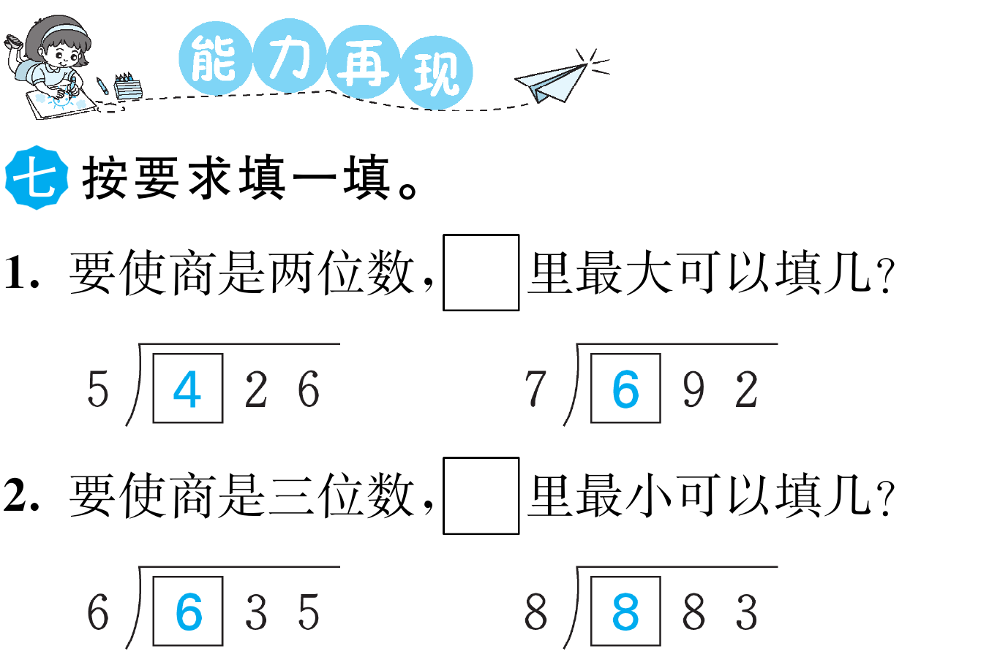 能力再现
七 按要求填一填。
1. 要使商是两位数，□里最大可以填几？
5 4 2 6 7 6 9 2
2. 要使商是三位数，□里最小可以填几？
6 6 3 5 8 8 8 3